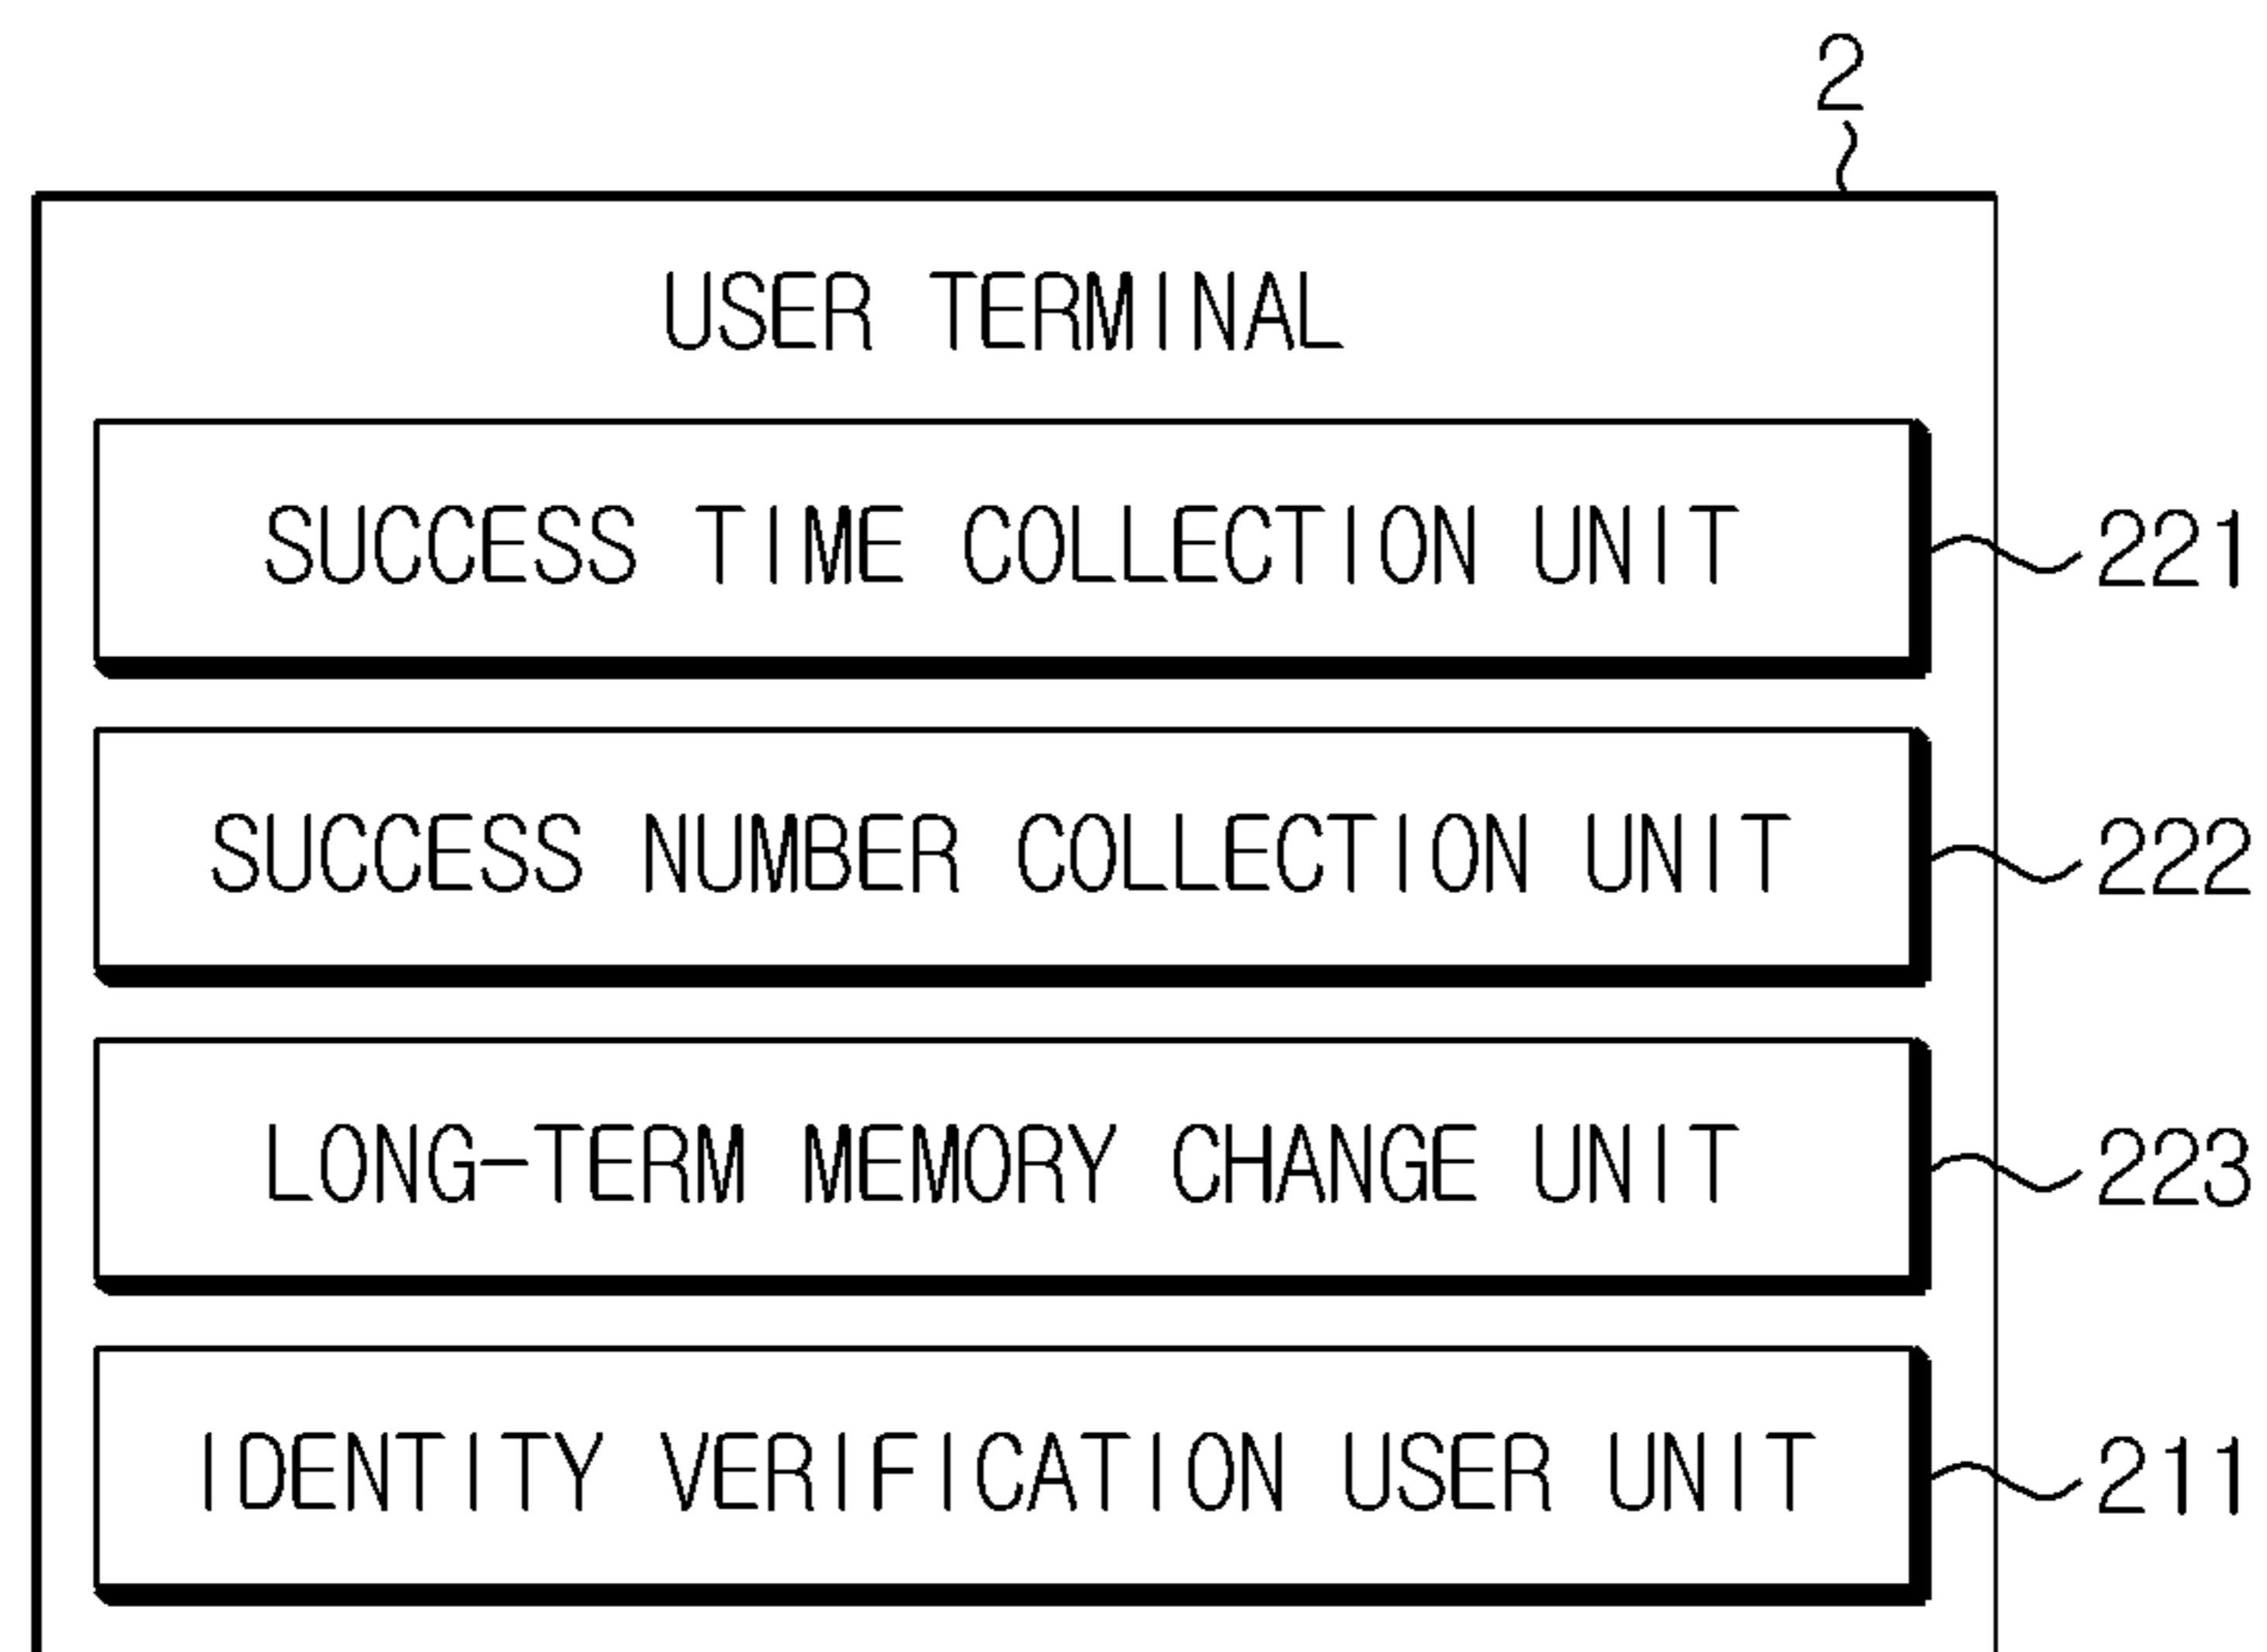 2
USER TERMINAL
SUCCESS TIME COLLECTION UNIT 221
SUCCESS NUMBER COLLECTION UNIT 222
LONG-TERM MEMORY CHANGE UNIT 223
IDENTITY VERIFICATION USER UNIT 211